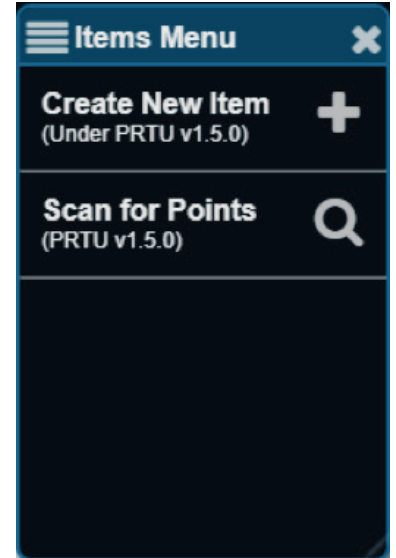 Items Menu
Create New Item
(Under PRTU v1.5.0)
Scan for Points
(PRTU v1.5.0)